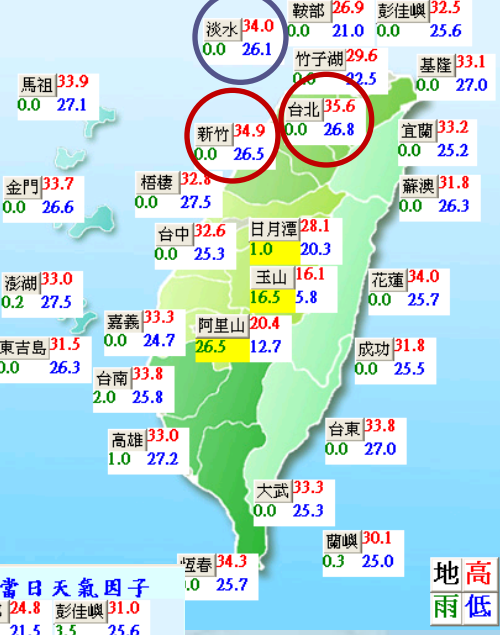 鞍部 26.9 彭佳嶼 32.5
淡水 34.0 0.0 21.0 0.0 25.6
0.0 26.1
竹子湖 29.6
0.0 22.5
基隆 33.1
0.0 27.0
馬祖 33.9
0.0 27.1
台北 35.6
0.0 26.8
新竹 34.9
0.0 26.5
宜蘭 33.2
0.0 25.2
金門 33.7
0.0 26.6
梧棲 32.8
0.0 27.5
蘇澳 31.8
0.0 26.3
台中 32.6
0.0 25.3
日月潭 28.1
1.0 20.3
玉山 16.1
16.5 5.8
澎湖 33.0
0.2 27.5
花蓮 34.0
0.0 25.7
嘉義 33.3
0.0 24.7
阿里山 20.4
26.5 12.7
東吉島 31.5
0.0 26.3
成功 31.8
0.0 25.5
台南 33.8
2.0 25.8
高雄 33.0
1.0 27.2
台東 33.8
0.0 27.0
大武 33.3
0.0 25.3
蘭嶼 30.1
0.3 25.0
恆春 34.3
.0 25.7
地 高
雨 低
當日天氣因子
24.8 彭佳嶼 31.0
21.5 3.5 25.6